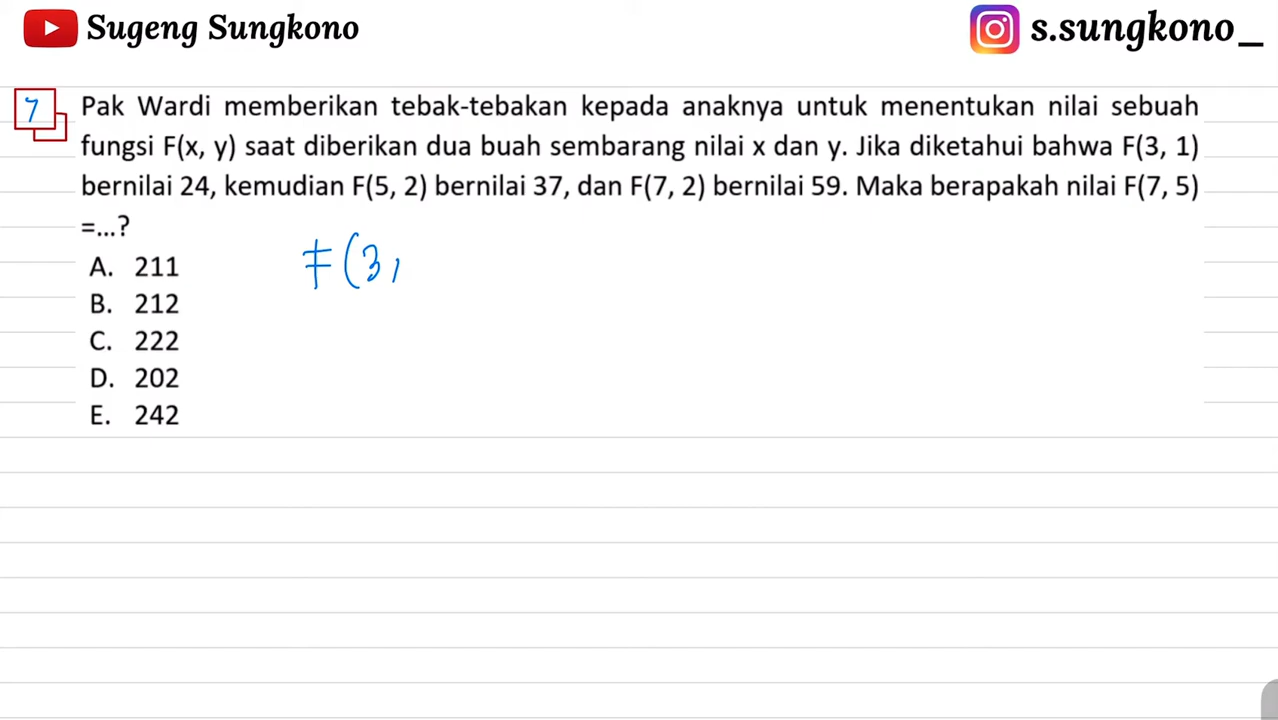 Sugeng Sungkono
s.sungkono_
7
Pak Wardi memberikan tebak-tebakan kepada anaknya untuk menentukan nilai sebuah
fungsi F(x, y) saat diberikan dua buah sembarang nilai x dan y. Jika diketahui bahwa F(3, 1)
bernilai 24, kemudian F(5, 2) bernilai 37, dan F(7, 2) bernilai 59. Maka berapakah nilai F(7, 5)
=...?
F(3,
A. 211
B. 212
C. 222
D. 202
E. 242